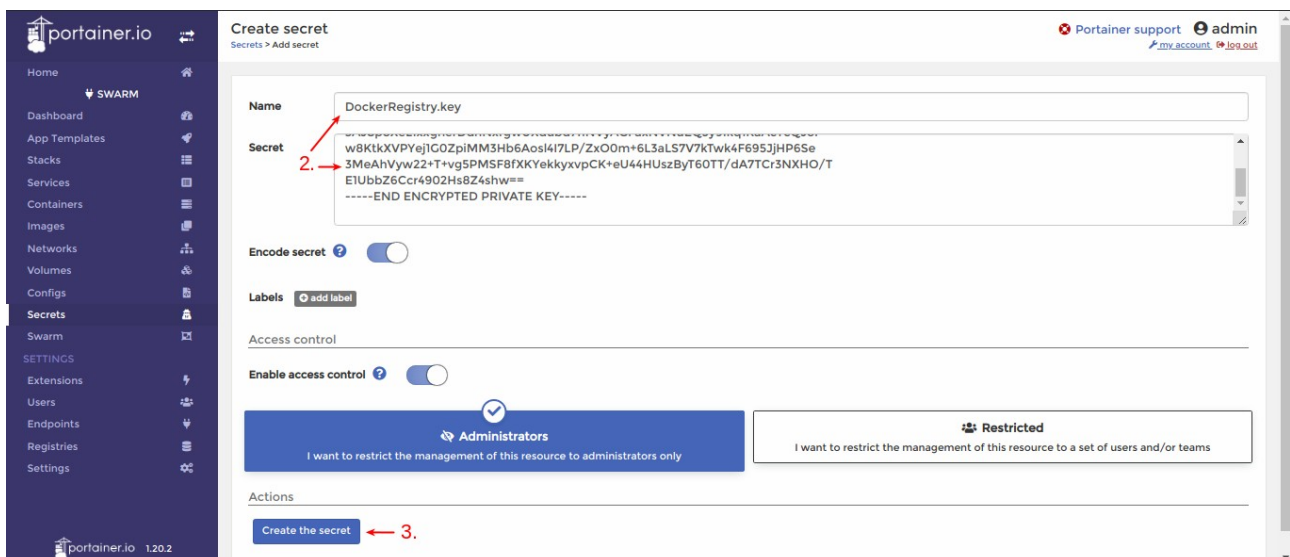 portainer.io
Home
SWARM
Dashboard
App Templates
Stacks
Services
Containers
Images
Networks
Volumes
Configs
Secrets
Swarm
SETTINGS
Extensions
Users
Endpoints
Registries
Settings
portainer.io 1.20.2
Create secret
Secrets > Add secret
Portainer support admin
my account log out
Name DockerRegistry.key
2.
Secret
w8KtkXVPYej1G0ZpiMM3Hb6Aosl4I7LP/ZxO0m+6L3aLS7V7kTwk4F695JjHP6Se
3MeAhVyw22+T+vg5PMSF8fXKYekkyxvpCK+eU44HUszByT60TT/dA7TCr3NXHO/T
E1UbbZ6Ccr4902Hs8Z4shw==
-----END ENCRYPTED PRIVATE KEY-----
Encode secret ?
Labels add label
Access control
Enable access control ?
Administrators
I want to restrict the management of this resource to administrators only
Restricted
I want to restrict the management of this resource to a set of users and/or teams
Actions
Create the secret 3.